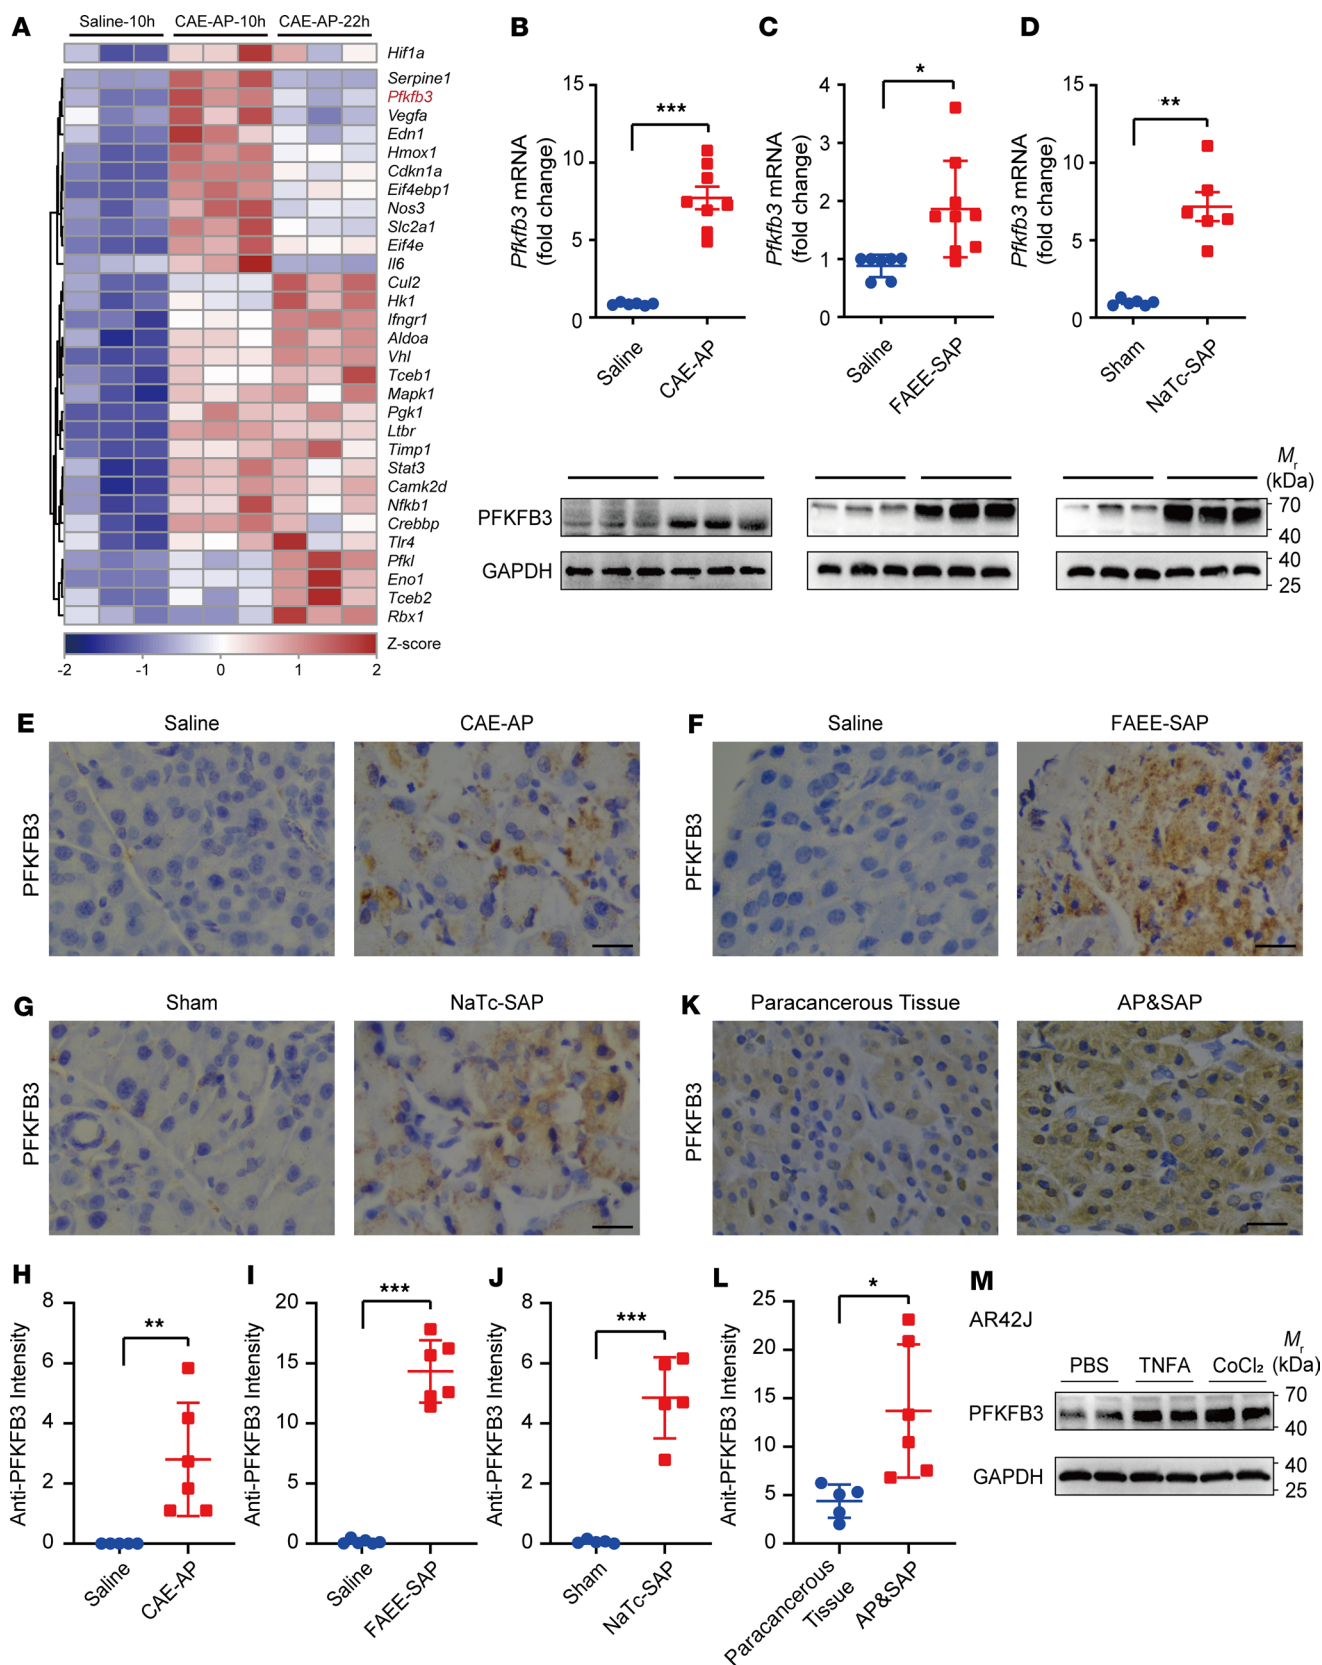 A
Saline-10h CAE-AP-10h CAE-AP-22h
Hif1a
Serpine1
Pfkfb3
Vegfa
Edn1
Hmox1
Cdkn1a
Eif4ebp1
Nos3
Slc2a1
Eif4e
Il6
Cul2
Hk1
Ifngr1
Aldoa
Vhl
Tceb1
Mapk1
Pgk1
Ltbr
Timp1
Stat3
Camk2d
Nfkb1
Crebbp
Tlr4
Pfkl
Eno1
Tceb2
Rbx1
Z-score
-2 -1 0 1 2
B
Pfkfb3 mRNA
(fold change)
15
10
5
0
***
Saline
CAE-AP
C
Pfkfb3 mRNA
(fold change)
4
3
2
1
0
*
Saline
FAEE-SAP
D
Pfkfb3 mRNA
(fold change)
15
10
5
0
**
Sham
NaTc-SAP
Mr
(kDa)
PFKFB3
70
40
GAPDH
40
25
E
Saline CAE-AP
PFKFB3
F
Saline FAEE-SAP
PFKFB3
G
Sham NaTc-SAP
PFKFB3
K
Paracancerous Tissue AP&SAP
PFKFB3
H
Anti-PFKFB3 Intensity
8
6
4
2
0
**
Saline
CAE-AP
I
Anti-PFKFB3 Intensity
20
15
10
5
0
***
Saline
FAEE-SAP
J
Anti-PFKFB3 Intensity
8
6
4
2
0
***
Sham
NaTc-SAP
L
Anit-PFKFB3 Intensity
25
20
15
10
5
0
*
Paracancerous
Tissue
AP&SAP
M
AR42J
Mr
PBS TNFA CoCl₂ (kDa)
PFKFB3
70
40
GAPDH
40
25